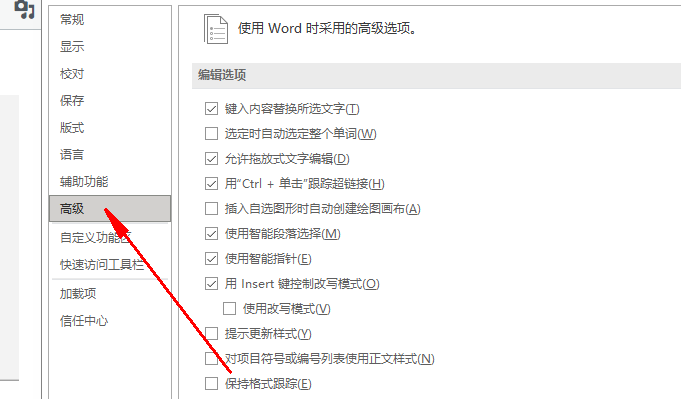 常规
显示
校对
保存
版式
语言
辅助功能
高级
自定义功能区
快速访问工具栏
加载项
信任中心
使用 Word 时采用的高级选项。
编辑选项
键入内容替换所选文字(T)
选定时自动选定整个单词(W)
允许拖放式文字编辑(D)
用“Ctrl + 单击”跟踪超链接(H)
插入自选图形时自动创建绘图画布(A)
使用智能段落选择(M)
使用智能指针(E)
用 Insert 键控制改写模式(O)
使用改写模式(V)
提示更新样式(Y)
对项目符号或编号列表使用正文样式(N)
保持格式跟踪(E)